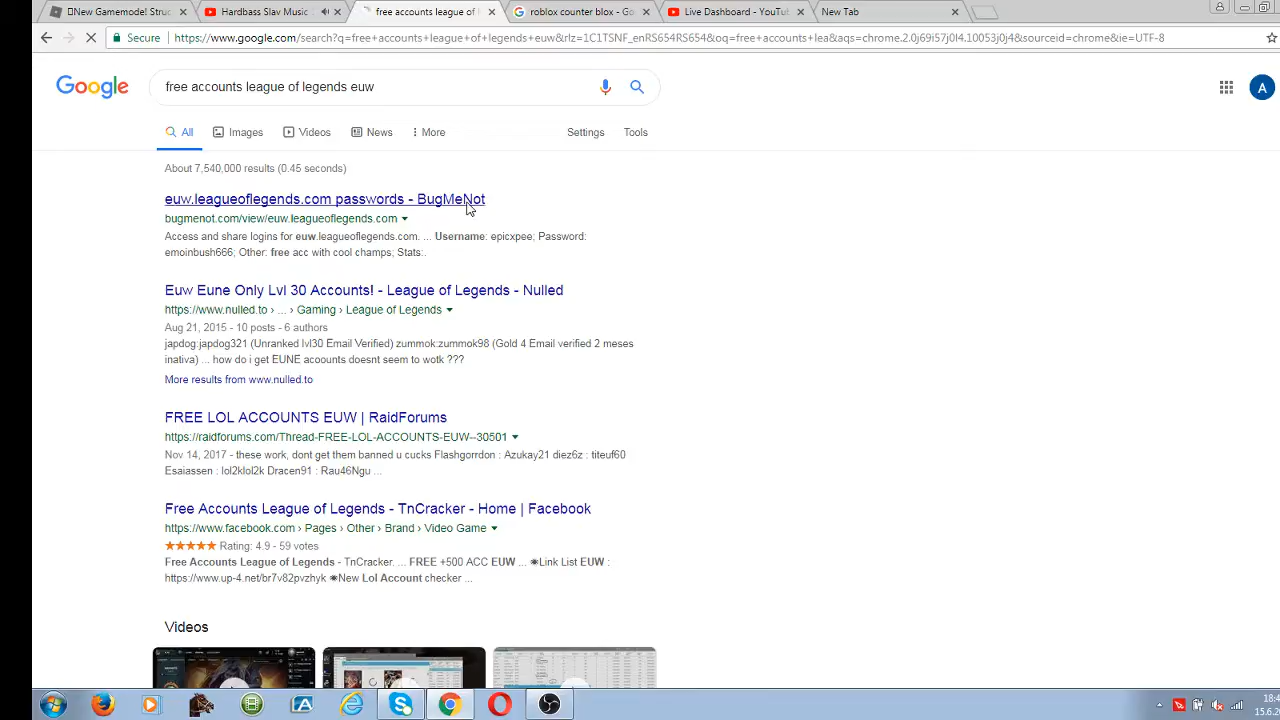 New Gamemode! Struc
Hardbass Slav Music
free accounts league of l
roblox counter blox - Go
Live Dashboard - YouTu
New Tab
Secure
https://www.google.com/search?q=free+accounts+league+of+legends+euw&rlz=1C1TSNF_enRS654RS654&oq=free+accounts+lea&aqs=chrome.2.0j69i57j0l4.10053j0j4&sourceid=chrome&ie=UTF-8
Google
free accounts league of legends euw
A
All Images Videos News More Settings Tools
About 7,540,000 results (0.45 seconds)
euw.leagueoflegends.com passwords - BugMeNot
bugmenot.com/view/euw.leagueoflegends.com
Access and share logins for euw.leagueoflegends.com. ... Username: epicxpee; Password:
emoinbush666; Other: free acc with cool champs; Stats:.
Euw Eune Only Lvl 30 Accounts! - League of Legends - Nulled
https://www.nulled.to › ... › Gaming › League of Legends
Aug 21, 2015 - 10 posts - 6 authors
japdog:japdog321 (Unranked lvl30 Email Verified) zummok:zummok98 (Gold 4 Email verified 2 meses
inativa) ... how do i get EUNE acoounts doesnt seem to wotk ???
More results from www.nulled.to
FREE LOL ACCOUNTS EUW | RaidForums
https://raidforums.com/Thread-FREE-LOL-ACCOUNTS-EUW--30501
Nov 14, 2017 - these work, dont get them banned u cucks Flashgorrdon : Azukay21 diez6z : titeuf60
Esaiassen : lol2klol2k Dracen91 : Rau46Ngu ...
Free Accounts League of Legends - TnCracker - Home | Facebook
https://www.facebook.com › Pages › Other › Brand › Video Game
Rating: 4.9 - 59 votes
Free Accounts League of Legends - TnCracker. ... FREE +500 ACC EUW ... ✺Link List EUW :
https://www.up-4.net/br7v82pvzhyk ✺New Lol Account checker ...
Videos
18:4
15.6.2